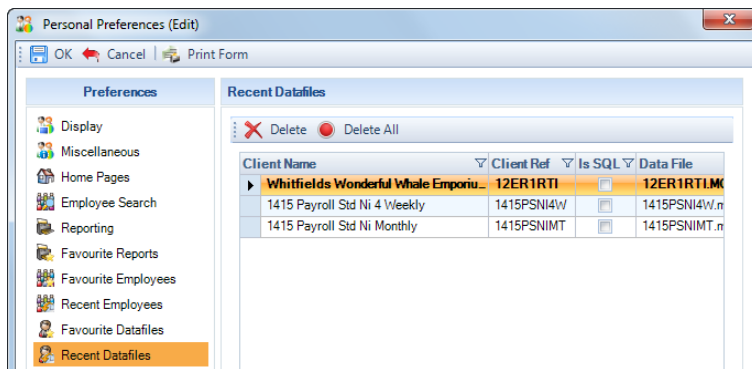 Personal Preferences (Edit)
x
OK Cancel Print Form
Preferences
Display
Miscellaneous
Home Pages
Employee Search
Reporting
Favourite Reports
Favourite Employees
Recent Employees
Favourite Datafiles
Recent Datafiles
Recent Datafiles
Delete Delete All
Client Name Client Ref Is SQL Data File
Whitfields Wonderful Whale Emporiu... 12ER1RTI 12ER1RTI.M
1415 Payroll Std Ni 4 Weekly 1415PSNI4W 1415PSNI4W.m
1415 Payroll Std Ni Monthly 1415PSNIMT 1415PSNIMT.m